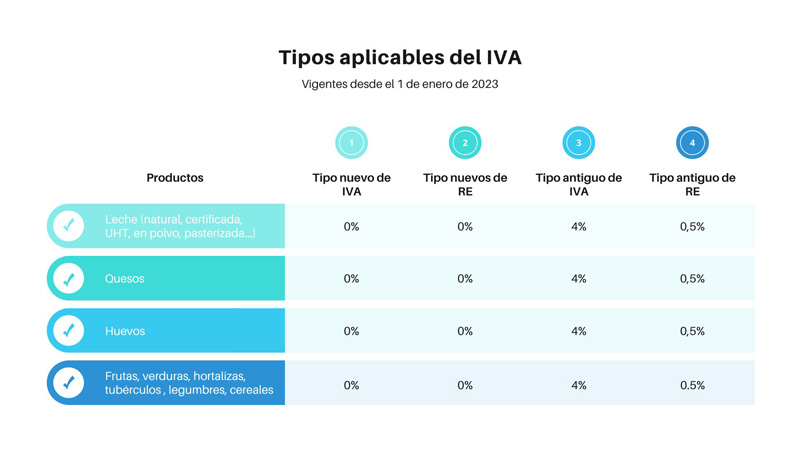 Tipos aplicables del IVA
Vigentes desde el 1 de enero de 2023
1
2
3
4
Productos
Tipo nuevo de
IVA
Tipo nuevos de
RE
Tipo antiguo de
IVA
Tipo antiguo de
RE
Leche (natural, certificada,
UHT, en polvo, pasterizada...)
0%
0%
4%
0,5%
Quesos
0%
0%
4%
0,5%
Huevos
0%
0%
4%
0,5%
Frutas, verduras, hortalizas,
tubérculos , legumbres, cereales
0%
0%
4%
0.5%